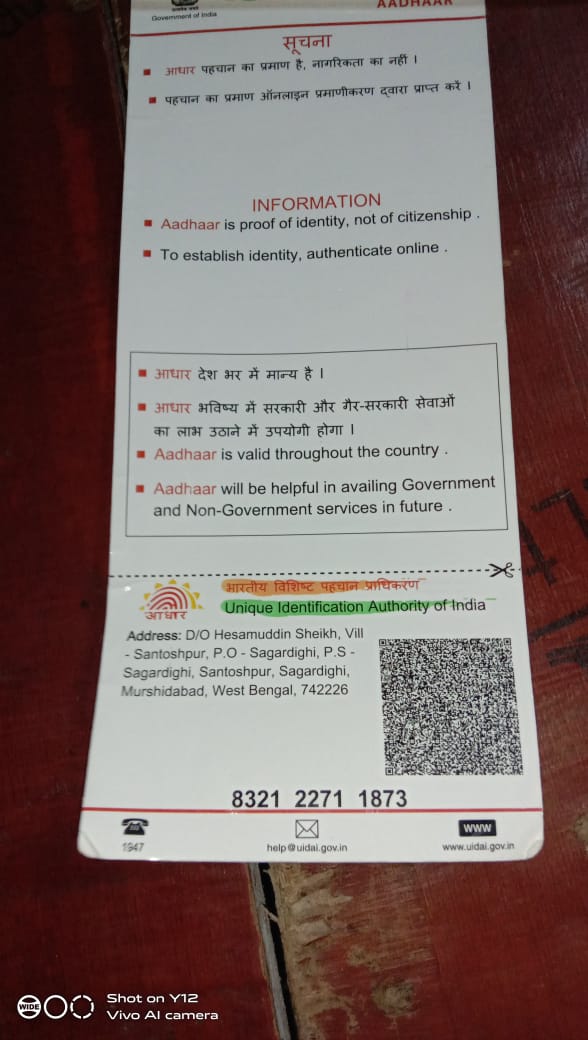 Government of India
AADHAAR
सूचना
आधार पहचान का प्रमाण है, नागरिकता का नहीं ।
पहचान का प्रमाण ऑनलाइन प्रमाणीकरण द्वारा प्राप्त करें ।
INFORMATION
Aadhaar is proof of identity, not of citizenship .
To establish identity, authenticate online .
आधार देश भर में मान्य है ।
आधार भविष्य में सरकारी और गैर-सरकारी सेवाओं
का लाभ उठाने में उपयोगी होगा ।
Aadhaar is valid throughout the country .
Aadhaar will be helpful in availing Government
and Non-Government services in future .
भारतीय विशिष्ट पहचान प्राधिकरण
Unique Identification Authority of India
आधार
Address: D/O Hesamuddin Sheikh, Vill
- Santoshpur, P.O - Sagardighi, P.S -
Sagardighi, Santoshpur, Sagardighi,
Murshidabad, West Bengal, 742226
8321 2271 1873
WWW
1947
help@uidai.gov.in
www.uidai.gov.in
WIDE
Shot on Y12
Vivo AI camera